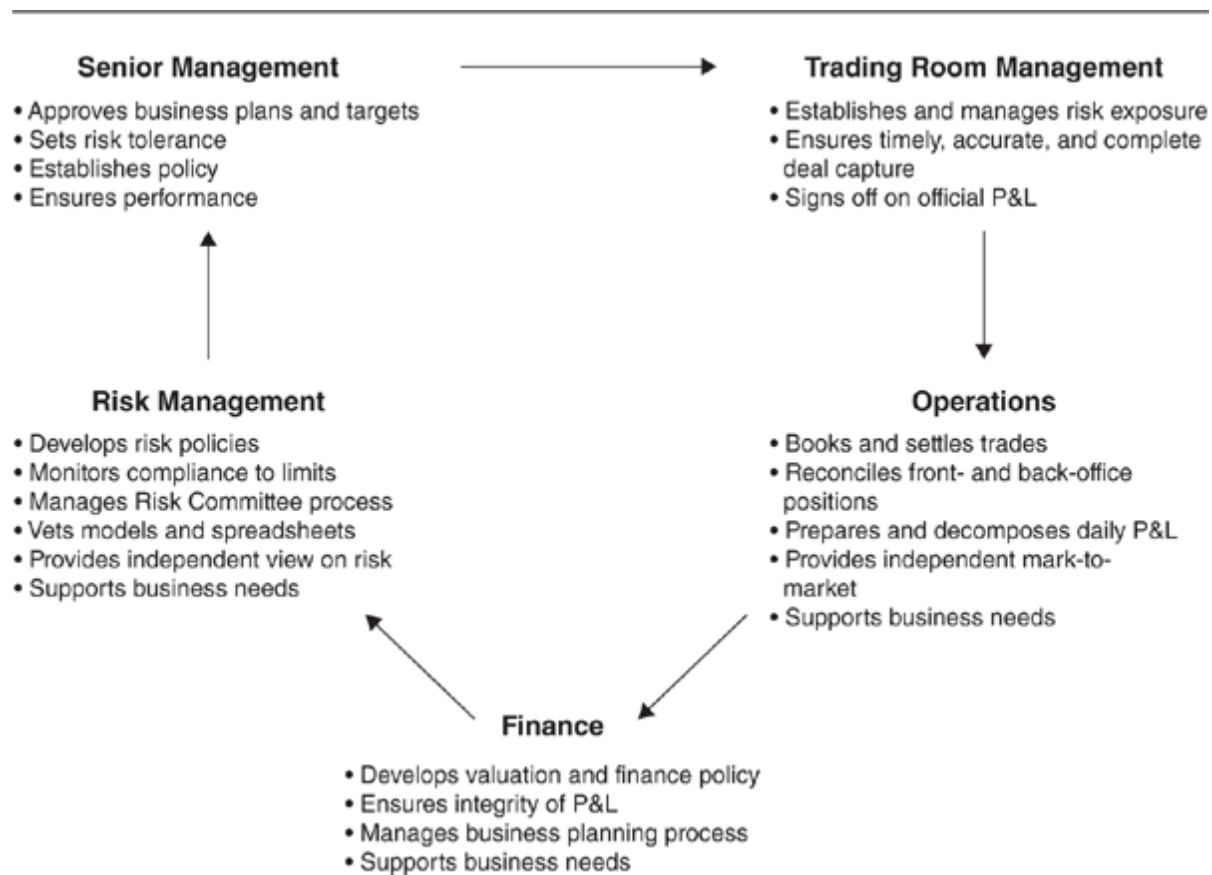 Senior Management
• Approves business plans and targets
• Sets risk tolerance
• Establishes policy
• Ensures performance
Trading Room Management
• Establishes and manages risk exposure
• Ensures timely, accurate, and complete
deal capture
• Signs off on official P&L
Risk Management
• Develops risk policies
• Monitors compliance to limits
• Manages Risk Committee process
• Vets models and spreadsheets
• Provides independent view on risk
• Supports business needs
Operations
• Books and settles trades
• Reconciles front- and back-office
positions
• Prepares and decomposes daily P&L
• Provides independent mark-to-
market
• Supports business needs
Finance
• Develops valuation and finance policy
• Ensures integrity of P&L
• Manages business planning process
• Supports business needs